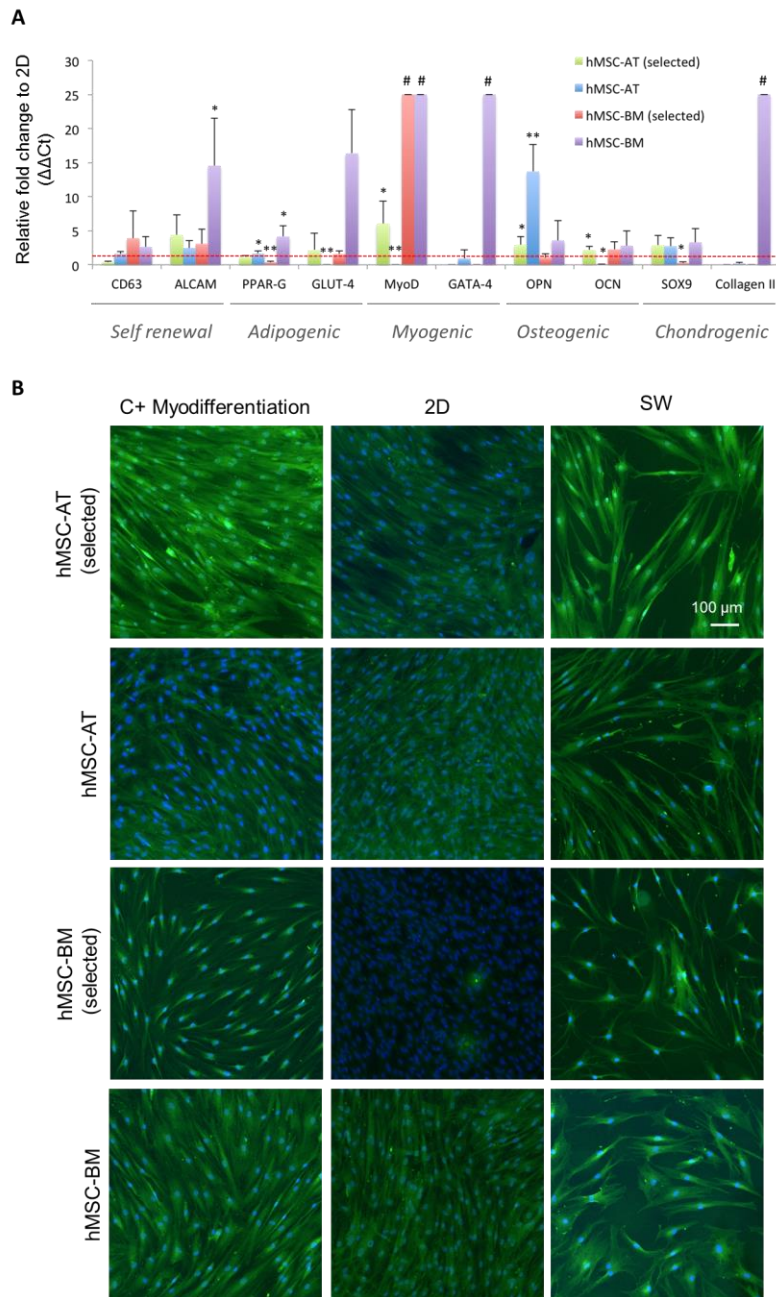 A
Relative fold change to 2D
(ΔΔCt)
30
25
20
15
10
5
0
hMSC-AT (selected)
hMSC-AT
hMSC-BM (selected)
hMSC-BM
# # # #
*
* ** *
**
* **
* ** *
*
*
CD63 ALCAM PPAR-G GLUT-4 MyoD GATA-4 OPN OCN SOX9 Collagen II
Self renewal Adipogenic Myogenic Osteogenic Chondrogenic
B
C+ Myodifferentiation 2D SW
hMSC-AT
(selected)
100 µm
hMSC-AT
hMSC-BM
(selected)
hMSC-BM